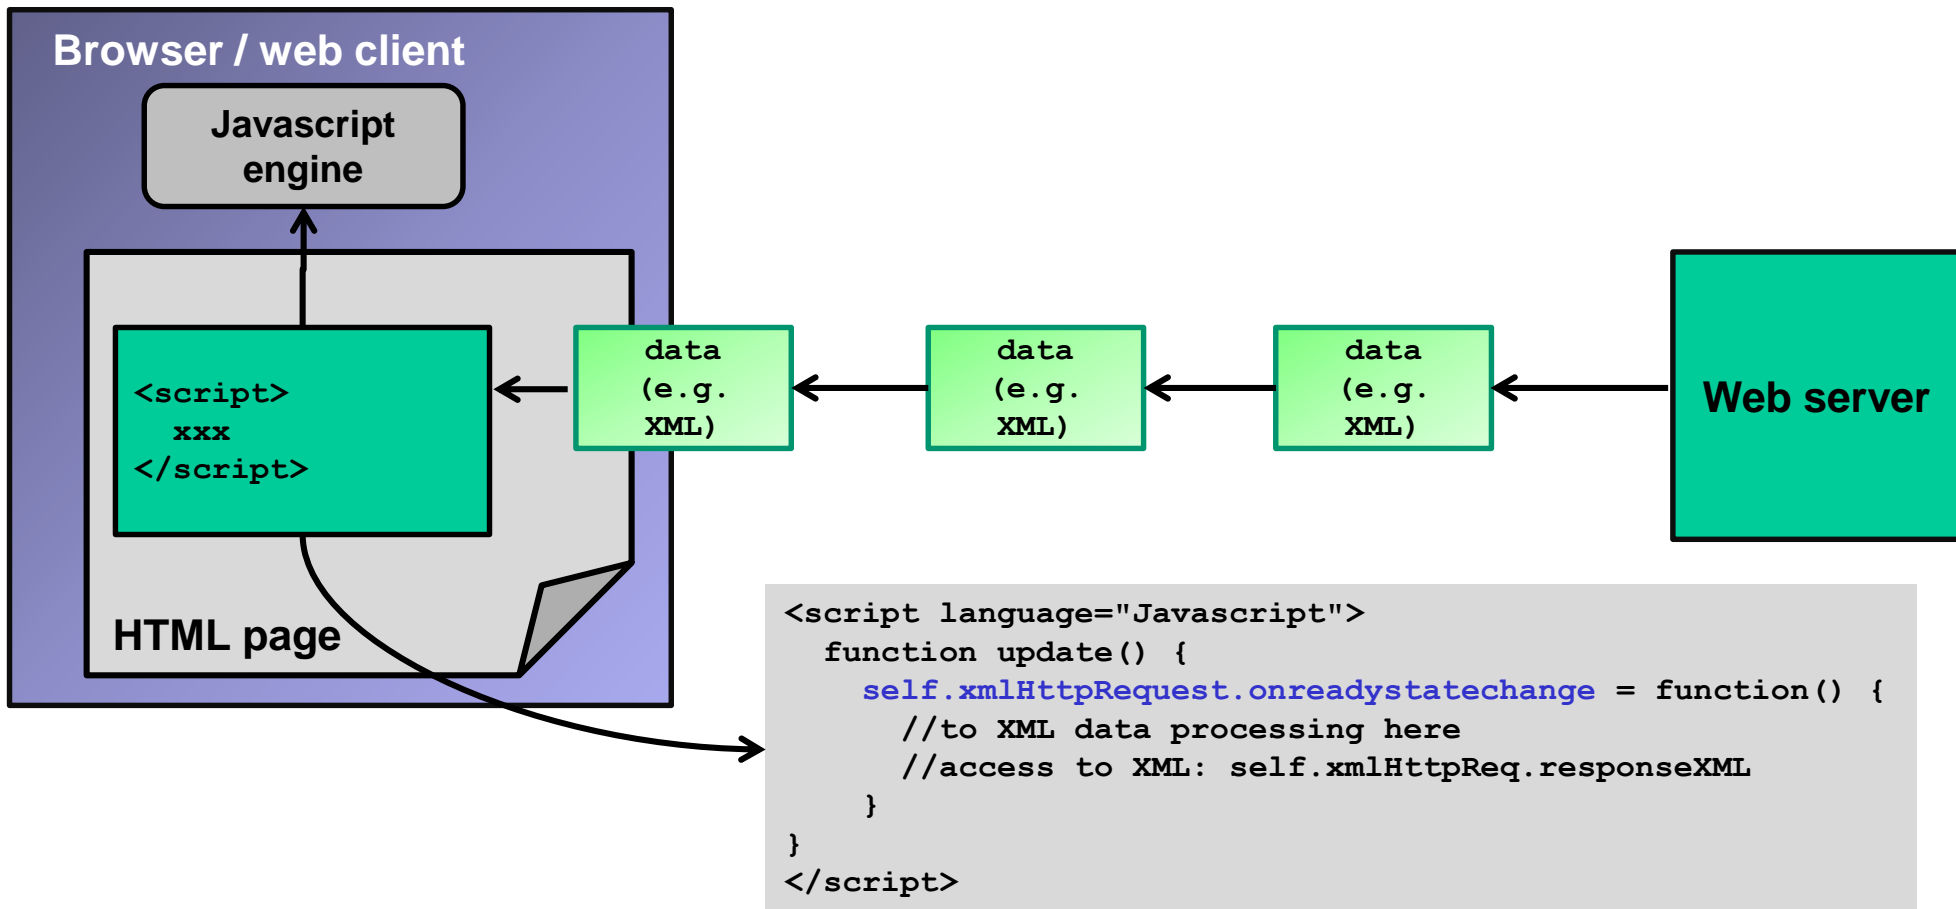 Browser / web client
Javascript
engine
<script>
  xxx
</script>
HTML page
data
(e.g.
XML)
data
(e.g.
XML)
data
(e.g.
XML)
Web server
<script language="Javascript">
  function update() {
    self.xmlHttpRequest.onreadystatechange = function() {
      //to XML data processing here
      //access to XML: self.xmlHttpReq.responseXML
    }
}
</script>